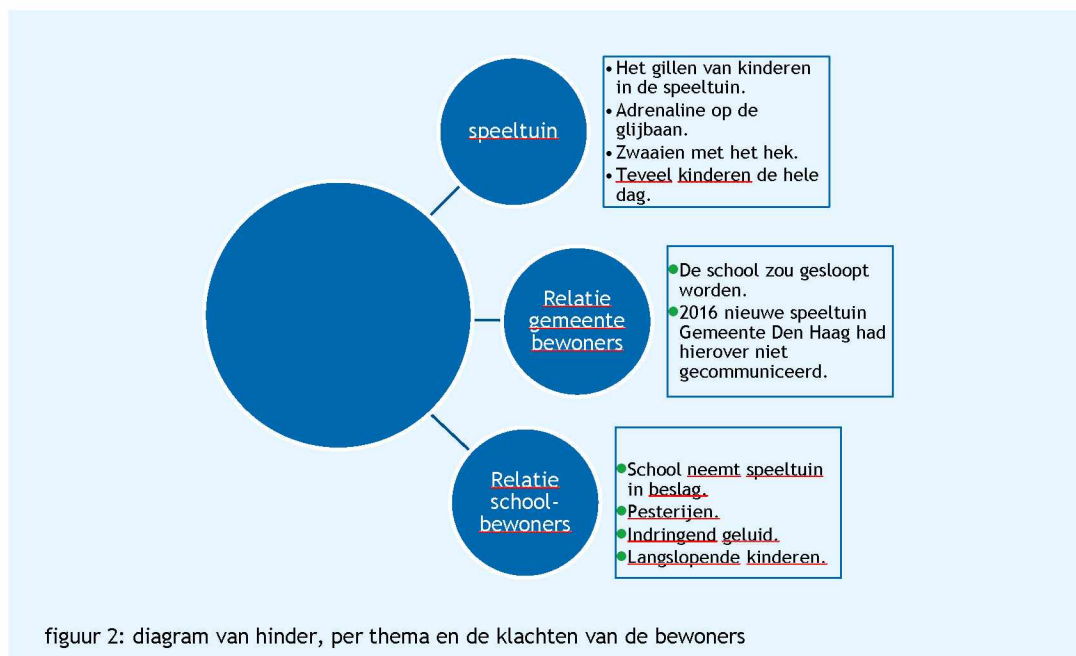 speeltuin
• Het gillen van kinderen
in de speeltuin.
• Adrenaline op de
glijbaan.
• Zwaaien met het hek.
• Teveel kinderen de hele
dag.
Relatie
gemeente
bewoners
• De school zou gesloopt
worden.
• 2016 nieuwe speeltuin
Gemeente Den Haag had
hierover niet
gecommuniceerd.
Relatie
school-
bewoners
• School neemt speeltuin
in beslag.
• Pesterijen.
• Indringend geluid.
• Langslopende kinderen.
figuur 2: diagram van hinder, per thema en de klachten van de bewoners